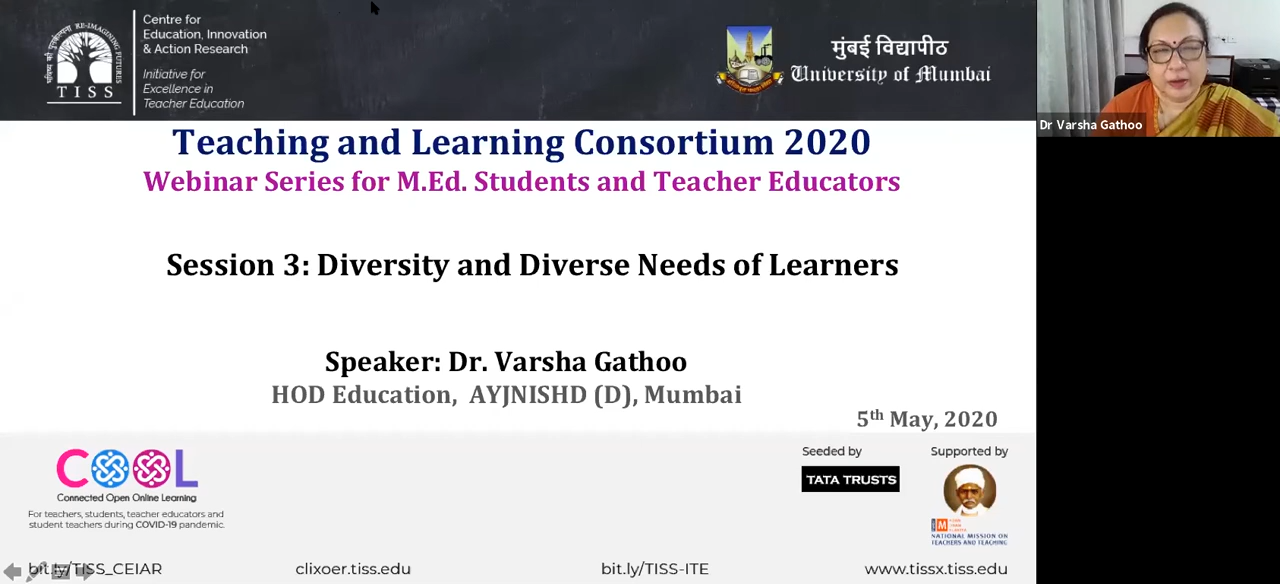 Centre for
Education, Innovation
& Action Research
Initiative for
Excellence in
Teacher Education
RE-IMAGINING FUTURES
TISS
मुंबई विद्यापीठ
University of Mumbai
Dr Varsha Gathoo
Teaching and Learning Consortium 2020
Webinar Series for M.Ed. Students and Teacher Educators
Session 3: Diversity and Diverse Needs of Learners
Speaker: Dr. Varsha Gathoo
HOD Education, AYJNISHD (D), Mumbai
5th May, 2020
COOL
Connected Open Online Learning
For teachers, students, teacher educators and
student teachers during COVID-19 pandemic.
Seeded by
TATA TRUSTS
Supported by
NATIONAL MISSION ON
TEACHERS AND TEACHING
bit.ly/TISS_CEIAR
clixoer.tiss.edu
bit.ly/TISS-ITE
www.tissx.tiss.edu